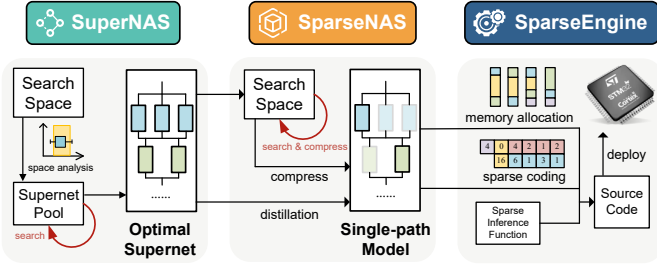 SuperNAS
SparseNAS
SparseEngine
Search
Space
space analysis
Supernet
Pool
search
......
Optimal
Supernet
Search
Space
search & compress
compress
distillation
......
Single-path
Model
memory allocation
4 0 4 2 1 2
16 6 1 3 1
sparse coding
Sparse
Inference
Function
STM32
Cortex
deploy
Source
Code